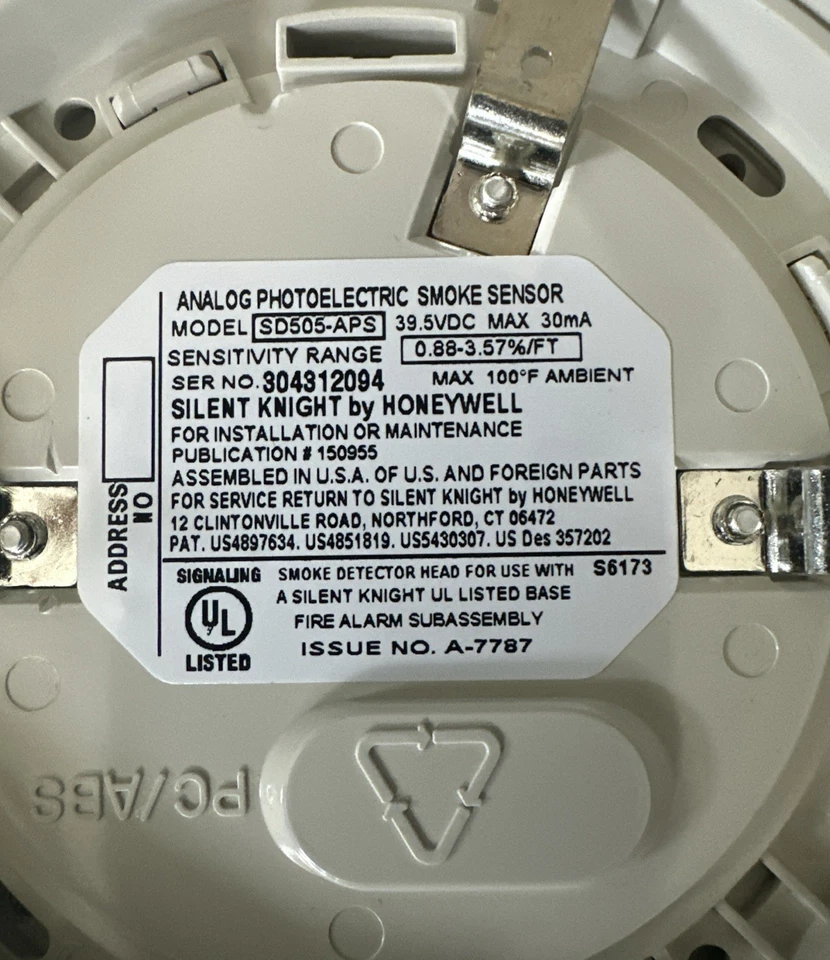 ANALOG PHOTOELECTRIC SMOKE SENSOR
MODEL SD505-APS 39.5VDC MAX 30mA
SENSITIVITY RANGE 0.88-3.57%/FT
SER NO. 304312094 MAX 100°F AMBIENT
SILENT KNIGHT by HONEYWELL
FOR INSTALLATION OR MAINTENANCE
PUBLICATION # 150955
ASSEMBLED IN U.S.A. OF U.S. AND FOREIGN PARTS
FOR SERVICE RETURN TO SILENT KNIGHT by HONEYWELL
12 CLINTONVILLE ROAD, NORTHFORD, CT 06472
PAT. US4897634. US4851819. US5430307. US Des 357202
ADDRESS
NO
SIGNALING
UL
LISTED
SMOKE DETECTOR HEAD FOR USE WITH S6173
A SILENT KNIGHT UL LISTED BASE
FIRE ALARM SUBASSEMBLY
ISSUE NO. A-7787
PC/ABS